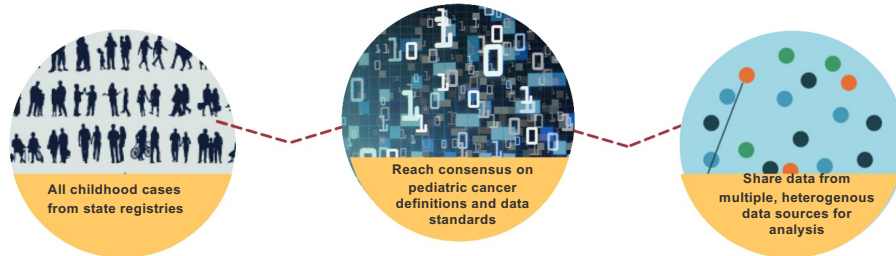 All childhood cases
from state registries
Reach consensus on
pediatric cancer
definitions and data
standards
Share data from
multiple, heterogenous
data sources for
analysis